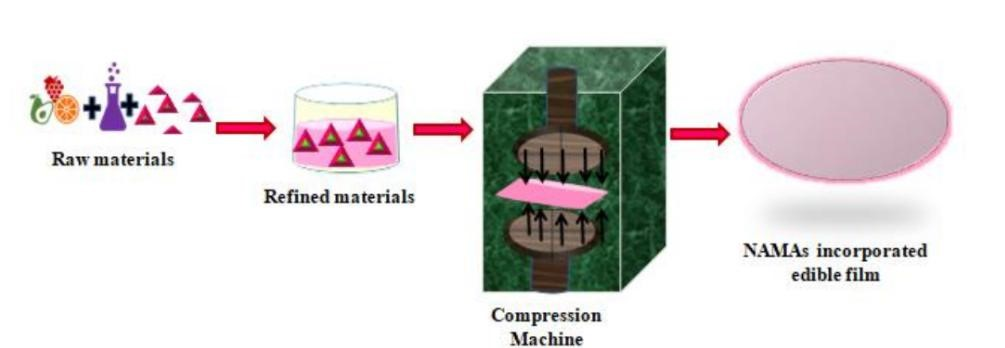 Raw materials
Refined materials
Compression
Machine
NAMAs incorporated
edible film